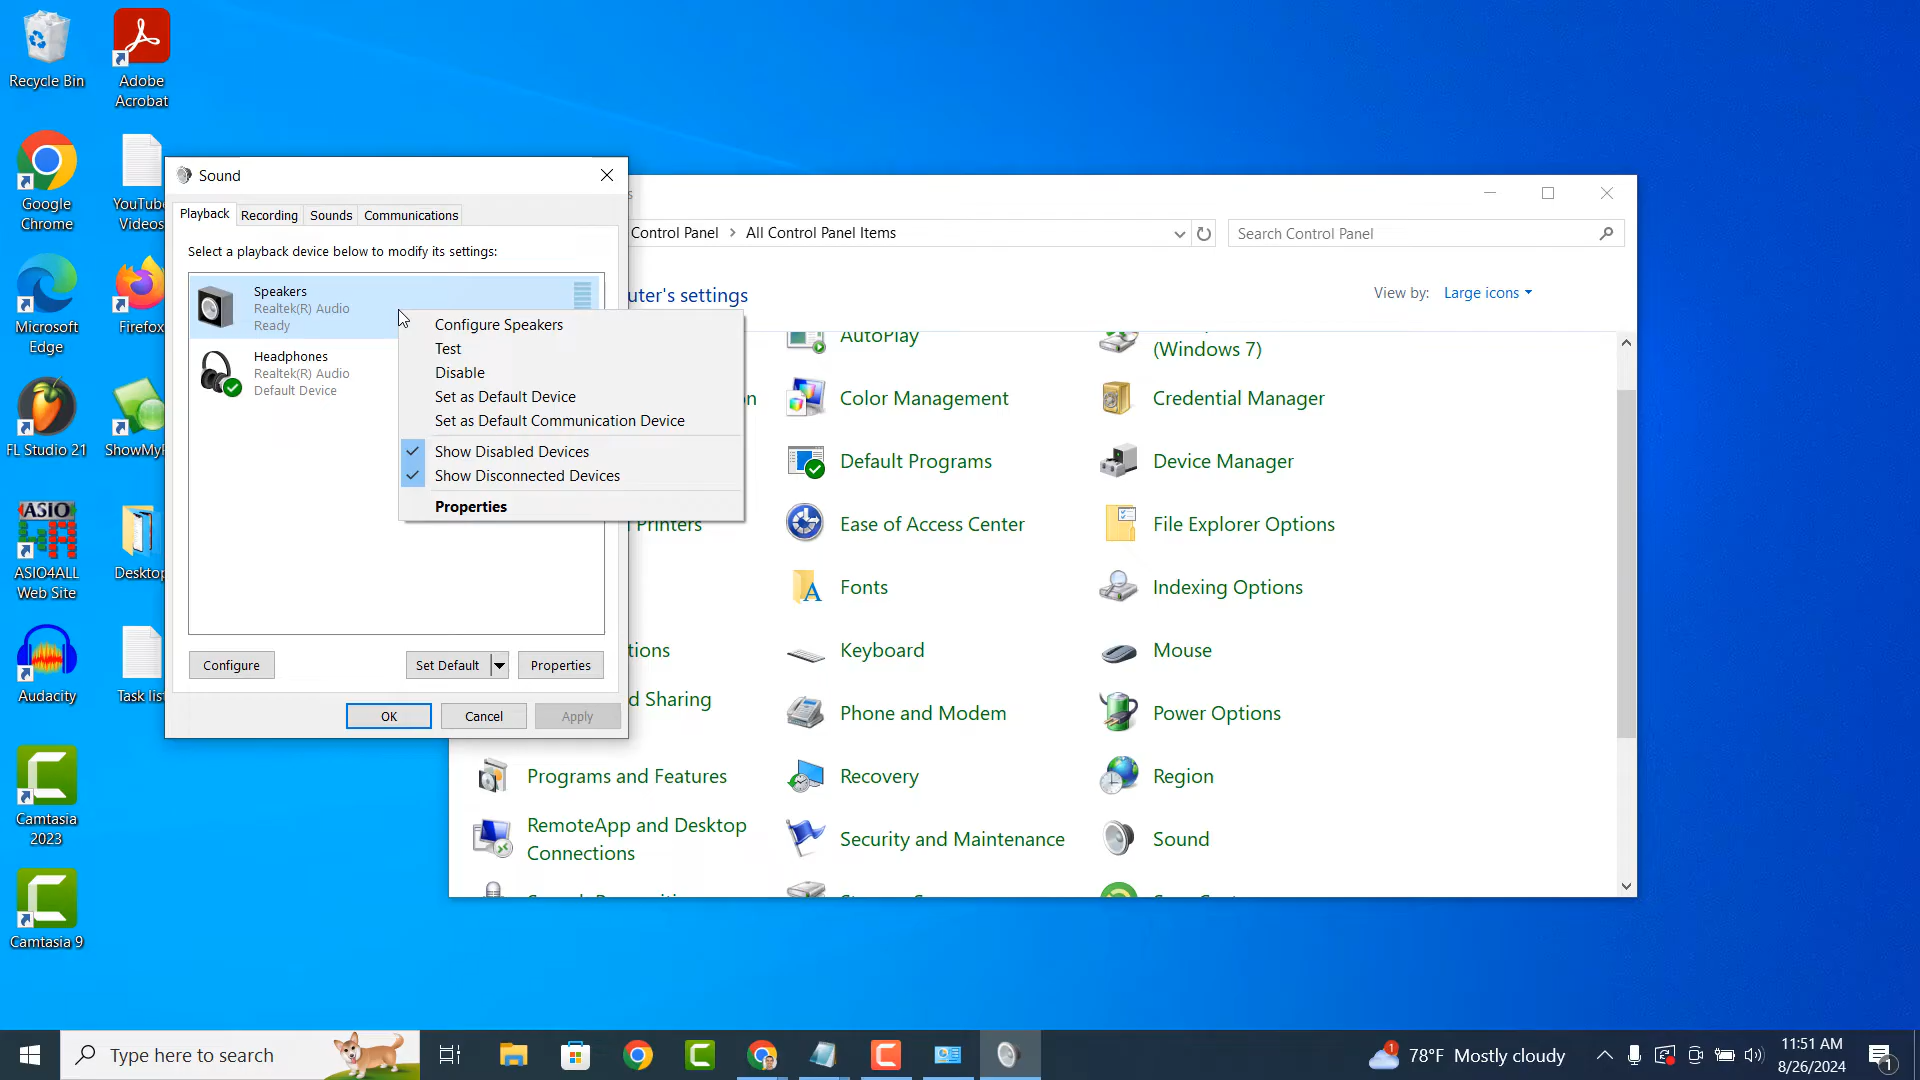 Recycle Bin
Adobe
Acrobat
Google
Chrome
YouTube
Videos
Microsoft
Edge
Firefox
FL Studio 21
ShowMyP
ASIO
ASIO4ALL
Web Site
Desktop
Audacity
Task list
Camtasia
2023
Camtasia 9
Sound
Playback
Recording
Sounds
Communications
Select a playback device below to modify its settings:
Speakers
Realtek(R) Audio
Ready
Headphones
Realtek(R) Audio
Default Device
Configure
Set Default
Properties
OK
Cancel
Apply
Configure Speakers
Test
Disable
Set as Default Device
Set as Default Communication Device
Show Disabled Devices
Show Disconnected Devices
Properties
Control Panel > All Control Panel Items
Search Control Panel
uter's settings
View by: Large icons
AutoPlay
(Windows 7)
on
Color Management
Credential Manager
Default Programs
Device Manager
Printers
Ease of Access Center
File Explorer Options
Fonts
Indexing Options
tions
Keyboard
Mouse
d Sharing
Phone and Modem
Power Options
Programs and Features
Recovery
Region
RemoteApp and Desktop
Connections
Security and Maintenance
Sound
Type here to search
1
78°F Mostly cloudy
11:51 AM
8/26/2024
1